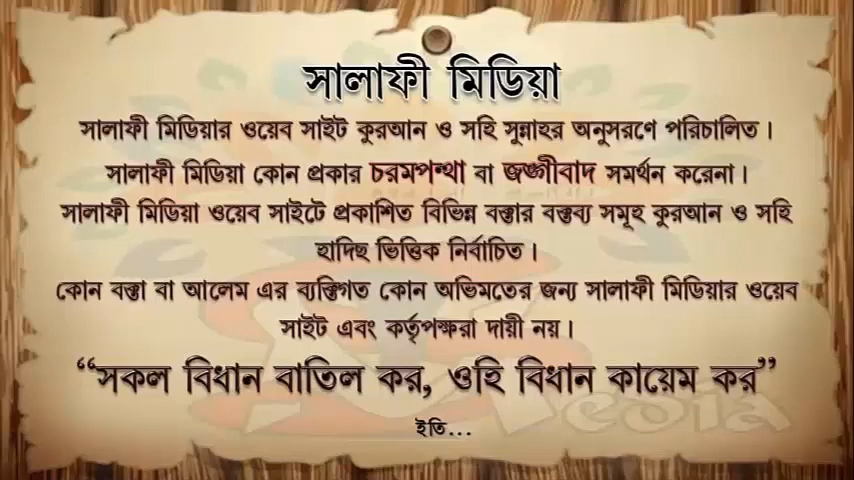 সালাফী মিডিয়া
সালাফী মিডিয়ার ওয়েব সাইট কুরআন ও সহি সুন্নাহর অনুসরণে পরিচালিত।
সালাফী মিডিয়া কোন প্রকার চরমপন্থা বা জঙ্গীবাদ সমর্থন করেনা।
সালাফী মিডিয়া ওয়েব সাইটে প্রকাশিত বিভিন্ন বক্তার বক্তব্য সমূহ কুরআন ও সহি
হাদিছ ভিত্তিক নির্বাচিত।
কোন বক্তা বা আলেম এর ব্যক্তিগত কোন অভিমতের জন্য সালাফী মিডিয়ার ওয়েব
সাইট এবং কর্তৃপক্ষরা দায়ী নয়।
“সকল বিধান বাতিল কর, ওহি বিধান কায়েম কর”
ইতি...